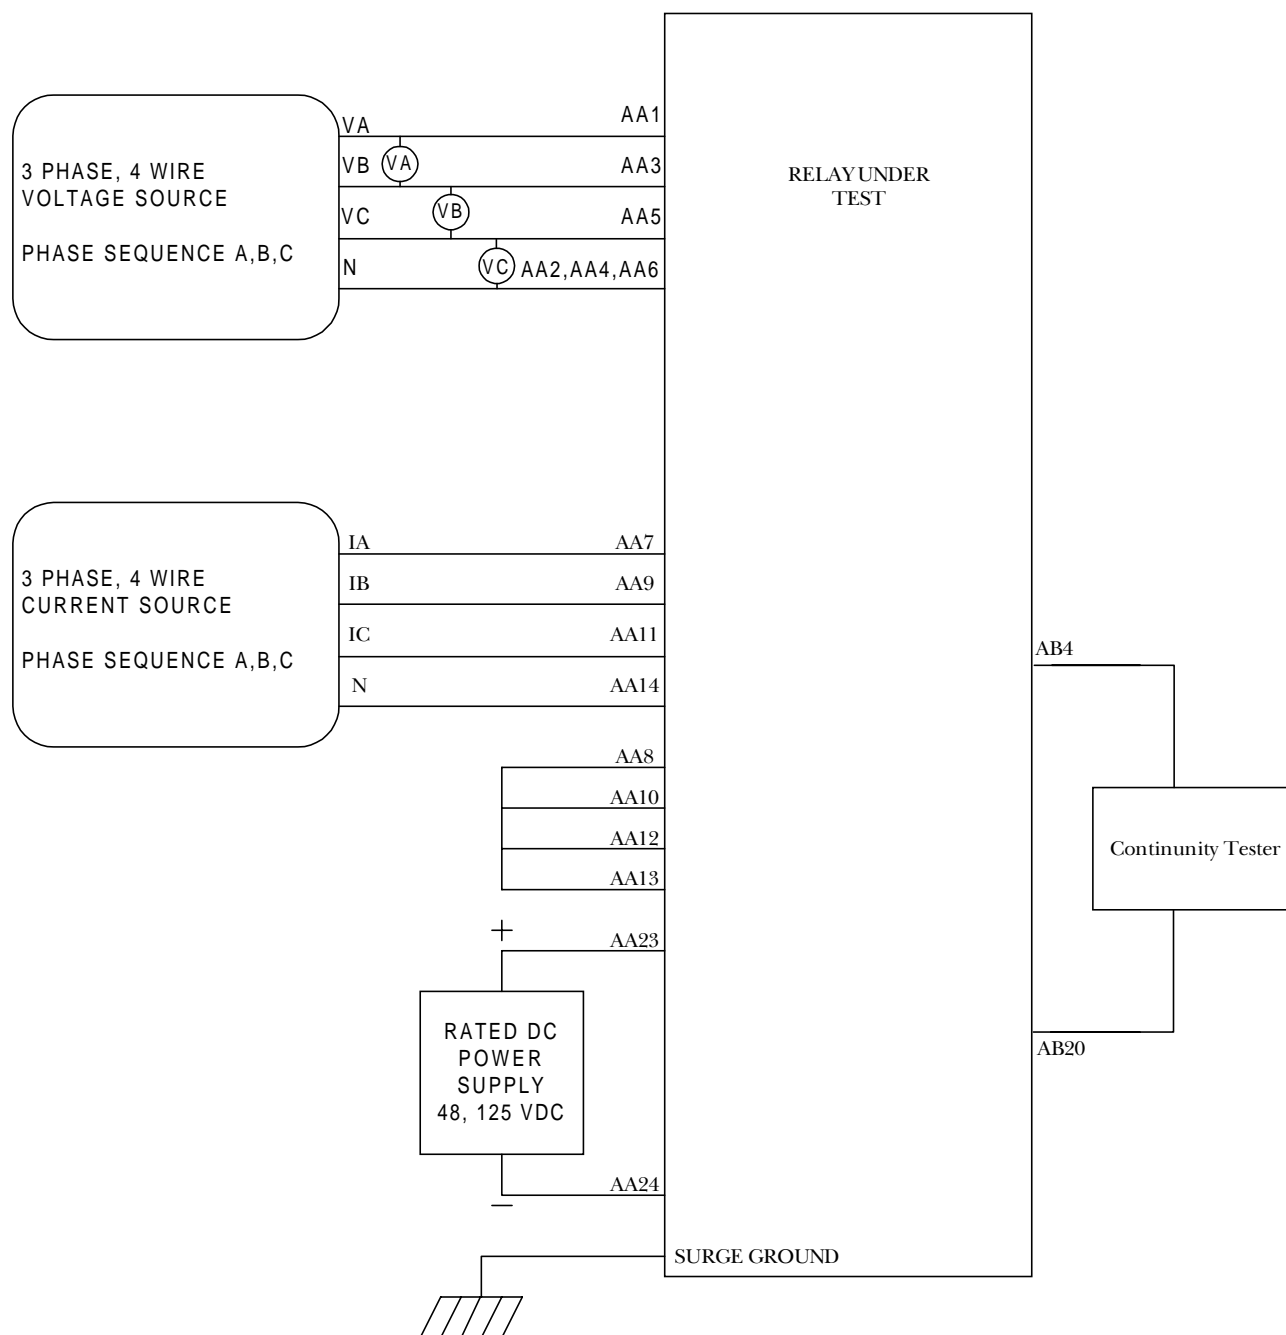 3 PHASE, 4 WIRE
VOLTAGE SOURCE
PHASE SEQUENCE A,B,C
VA
VA
AA1
VB
VB
AA3
VC
AA5
N
VC
AA2,AA4,AA6
RELAY UNDER
TEST
3 PHASE, 4 WIRE
CURRENT SOURCE
PHASE SEQUENCE A,B,C
IA
AA7
IB
AA9
IC
AA11
N
AA14
AA8
AA10
AA12
AA13
+
AA23
RATED DC
POWER
SUPPLY
48, 125 VDC
AA24
–
SURGE GROUND
AB4
Continunity Tester
AB20